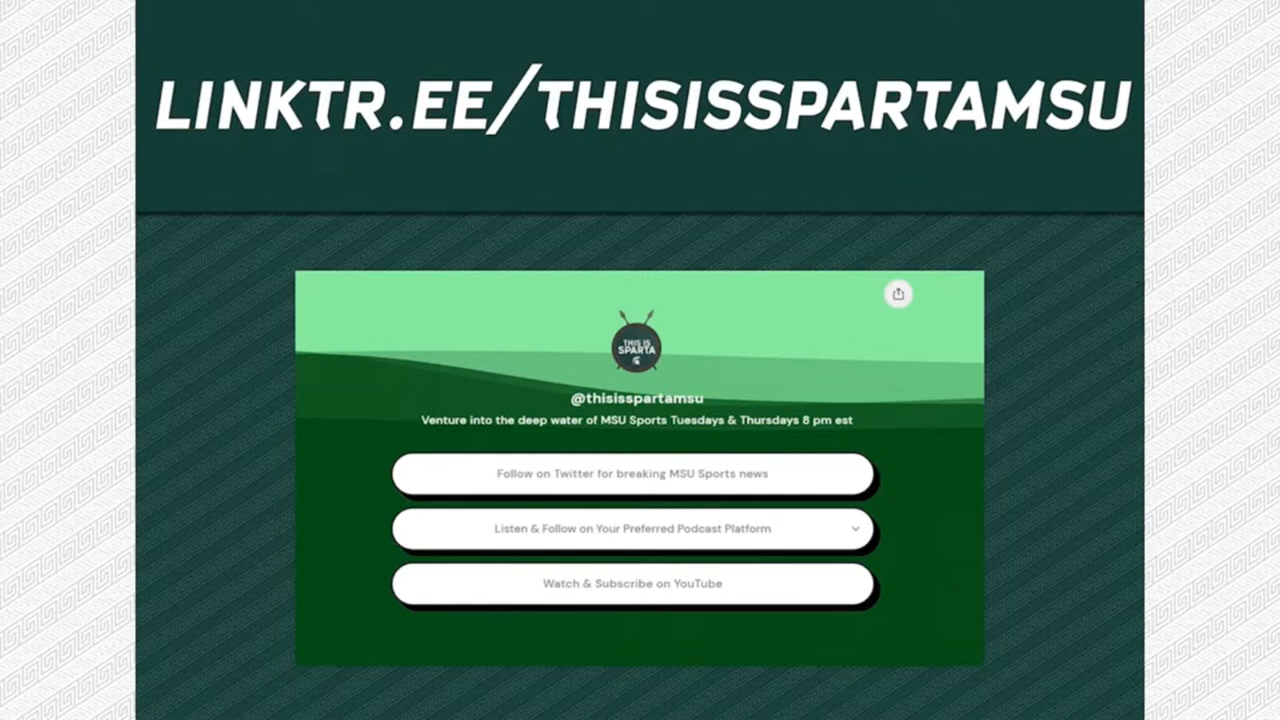 LINKTR.EE/THISISSPARTAMSU
THIS IS
SPARTA
@thisisspartamsu
Venture into the deep water of MSU Sports Tuesdays & Thursdays 8 pm est
Follow on Twitter for breaking MSU Sports news
Listen & Follow on Your Preferred Podcast Platform
Watch & Subscribe on YouTube